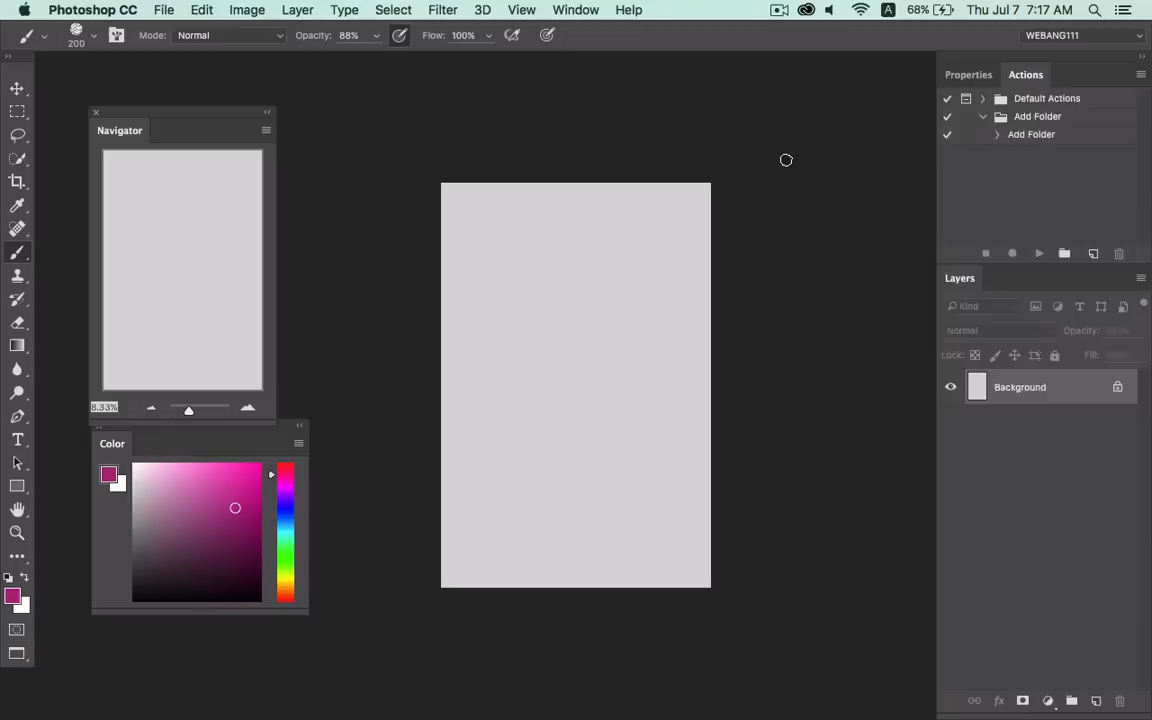 Photoshop CC File Edit Image Layer Type Select Filter 3D View Window Help 68% Thu Jul 7 7:17 AM
200 Mode: Normal Opacity: 88% Flow: 100% WEBANG111
Properties Actions
Default Actions
Add Folder
Add Folder
Navigator
8.33%
Layers
Kind
Normal Opacity:
Lock: Fill:
Background
Color